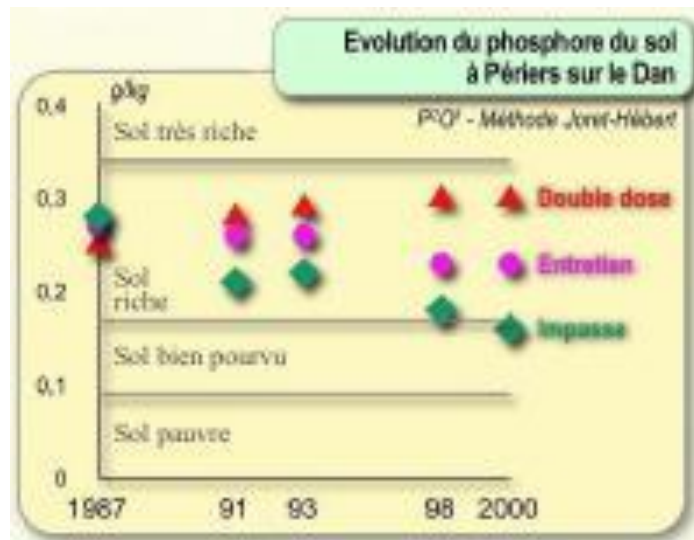 Evolution du phosphore du sol
à Périers sur le Dan
g/kg
P²O⁵ - Méthode Joret-Hébert
0.4
Sol très riche
0.3
Double dose
Entretien
Sol
riche
0.2
Impasse
Sol bien pourvu
0.1
Sol pauvre
0
1987 91 93 98 2000